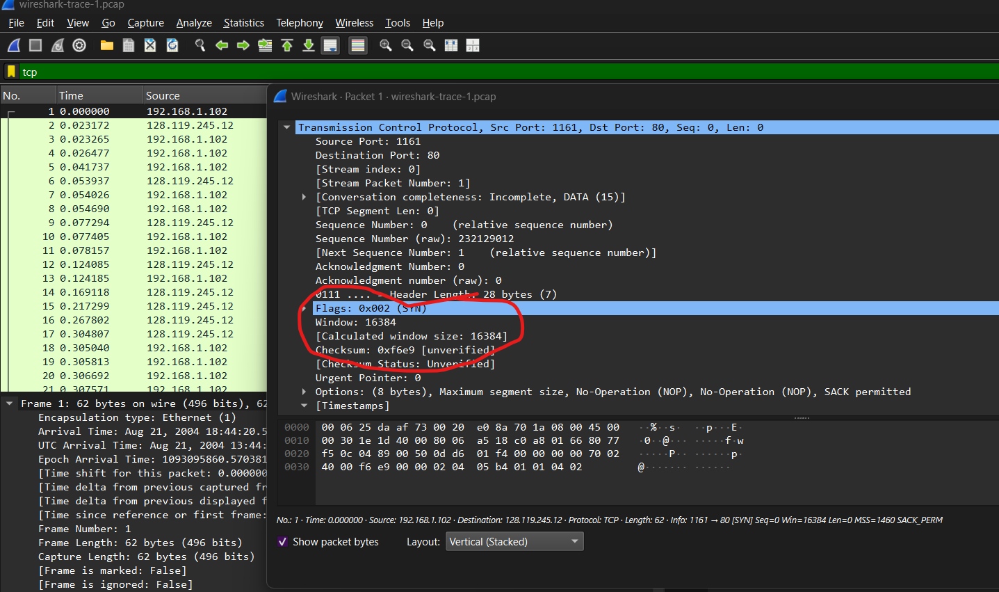 wireshark-trace-1.pcap
File Edit View Go Capture Analyze Statistics Telephony Wireless Tools Help
tcp
No. Time Source
1 0.000000 192.168.1.102
2 0.023172 128.119.245.12
3 0.023265 192.168.1.102
4 0.026477 192.168.1.102
5 0.041737 192.168.1.102
6 0.053937 128.119.245.12
7 0.054026 192.168.1.102
8 0.054690 192.168.1.102
9 0.077294 128.119.245.12
10 0.077405 192.168.1.102
11 0.078157 192.168.1.102
12 0.124085 128.119.245.12
13 0.124185 192.168.1.102
14 0.169118 128.119.245.12
15 0.217299 128.119.245.12
16 0.267802 128.119.245.12
17 0.304807 128.119.245.12
18 0.305040 192.168.1.102
19 0.305813 192.168.1.102
20 0.306692 192.168.1.102
21 0.307571 192.168.1.102
Frame 1: 62 bytes on wire (496 bits), 62
Encapsulation type: Ethernet (1)
Arrival Time: Aug 21, 2004 18:44:20.5
UTC Arrival Time: Aug 21, 2004 13:44:
Epoch Arrival Time: 1093095860.570381
[Time shift for this packet: 0.000000
[Time delta from previous captured fr
[Time delta from previous displayed f
[Time since reference or first frame:
Frame Number: 1
Frame Length: 62 bytes (496 bits)
Capture Length: 62 bytes (496 bits)
[Frame is marked: False]
[Frame is ignored: False]
Wireshark · Packet 1 · wireshark-trace-1.pcap
Transmission Control Protocol, Src Port: 1161, Dst Port: 80, Seq: 0, Len: 0
Source Port: 1161
Destination Port: 80
[Stream index: 0]
[Stream Packet Number: 1]
[Conversation completeness: Incomplete, DATA (15)]
[TCP Segment Len: 0]
Sequence Number: 0    (relative sequence number)
Sequence Number (raw): 232129012
[Next Sequence Number: 1    (relative sequence number)]
Acknowledgment Number: 0
Acknowledgment number (raw): 0
0111 .... = Header Length: 28 bytes (7)
Flags: 0x002 (SYN)
Window: 16384
[Calculated window size: 16384]
Checksum: 0xf6e9 [unverified]
[Checksum Status: Unverified]
Urgent Pointer: 0
Options: (8 bytes), Maximum segment size, No-Operation (NOP), No-Operation (NOP), SACK permitted
[Timestamps]
0000 00 06 25 da af 73 00 20 e0 8a 70 1a 08 00 45 00 ··%··s· ··p···E·
0010 00 30 1e 1d 40 00 80 06 a5 18 c0 a8 01 66 80 77 ·0··@··· ·····f·w
0020 f5 0c 04 89 00 50 0d d6 01 f4 00 00 00 00 70 02 ·····P·· ······p·
0030 40 00 f6 e9 00 00 02 04 05 b4 01 01 04 02 @······· ······
No.: 1 · Time: 0.000000 · Source: 192.168.1.102 · Destination: 128.119.245.12 · Protocol: TCP · Length: 62 · Info: 1161 → 80 [SYN] Seq=0 Win=16384 Len=0 MSS=1460 SACK_PERM
Show packet bytes Layout: Vertical (Stacked)